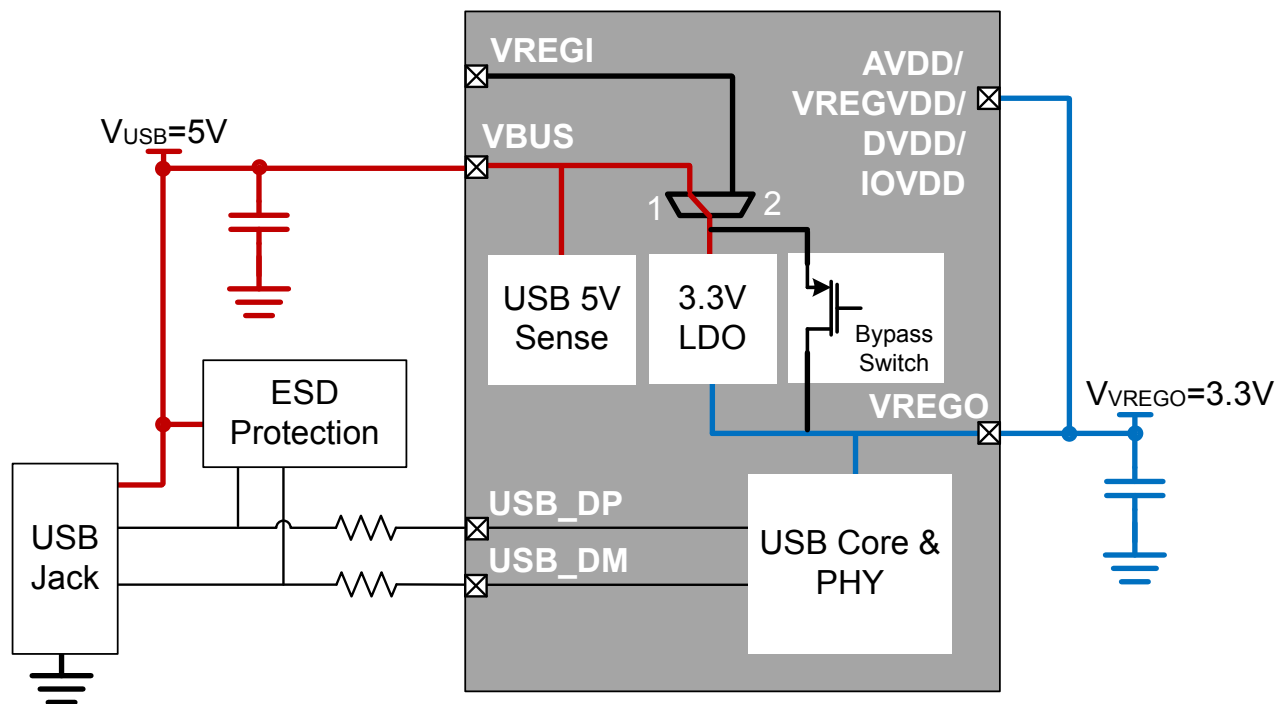 VREGI
AVDD/
VREGVDD/
DVDD/
IOVDD
VUSB=5V
VBUS
1
2
USB 5V
Sense
3.3V
LDO
Bypass
Switch
ESD
Protection
VREGO
VVREGO=3.3V
USB
Jack
USB_DP
USB_DM
USB Core &
PHY